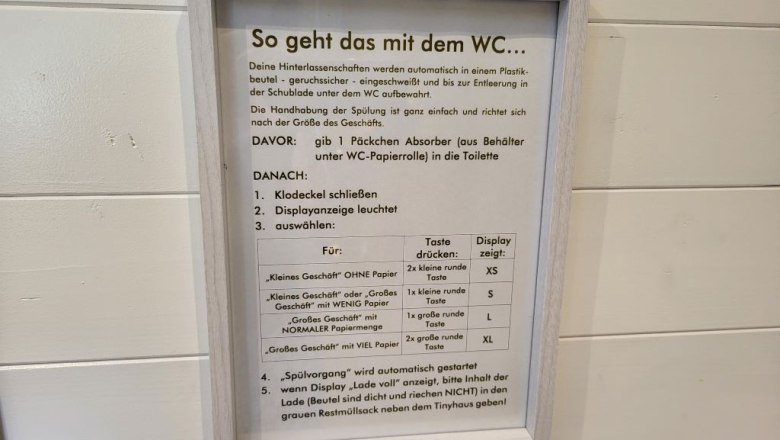 So geht das mit dem WC...
Deine Hinterlassenschaften werden automatisch in einem Plastik-
beutel - geruchssicher - eingeschweißt und bis zur Entleerung in
der Schublade unter dem WC aufbewahrt.
Die Handhabung der Spülung ist ganz einfach und richtet sich
nach der Größe des Geschäfts.
DAVOR: gib 1 Päckchen Absorber (aus Behälter
unter WC-Papierrolle) in die Toilette
DANACH:
1. Klodeckel schließen
2. Displayanzeige leuchtet
3. auswählen:
Für: Taste drücken: Display zeigt:
„Kleines Geschäft" OHNE Papier 2x kleine runde Taste XS
„Kleines Geschäft" oder „Großes Geschäft" mit WENIG Papier 1x kleine runde Taste S
„Großes Geschäft" mit NORMALER Papiermenge 1x große runde Taste L
„Großes Geschäft" mit VIEL Papier 2x große runde Taste XL
4. „Spülvorgang" wird automatisch gestartet
5. wenn Display „Lade voll" anzeigt, bitte Inhalt der
Lade (Beutel sind dicht und riechen NICHT) in den
grauen Restmüllsack neben dem Tinyhaus geben!